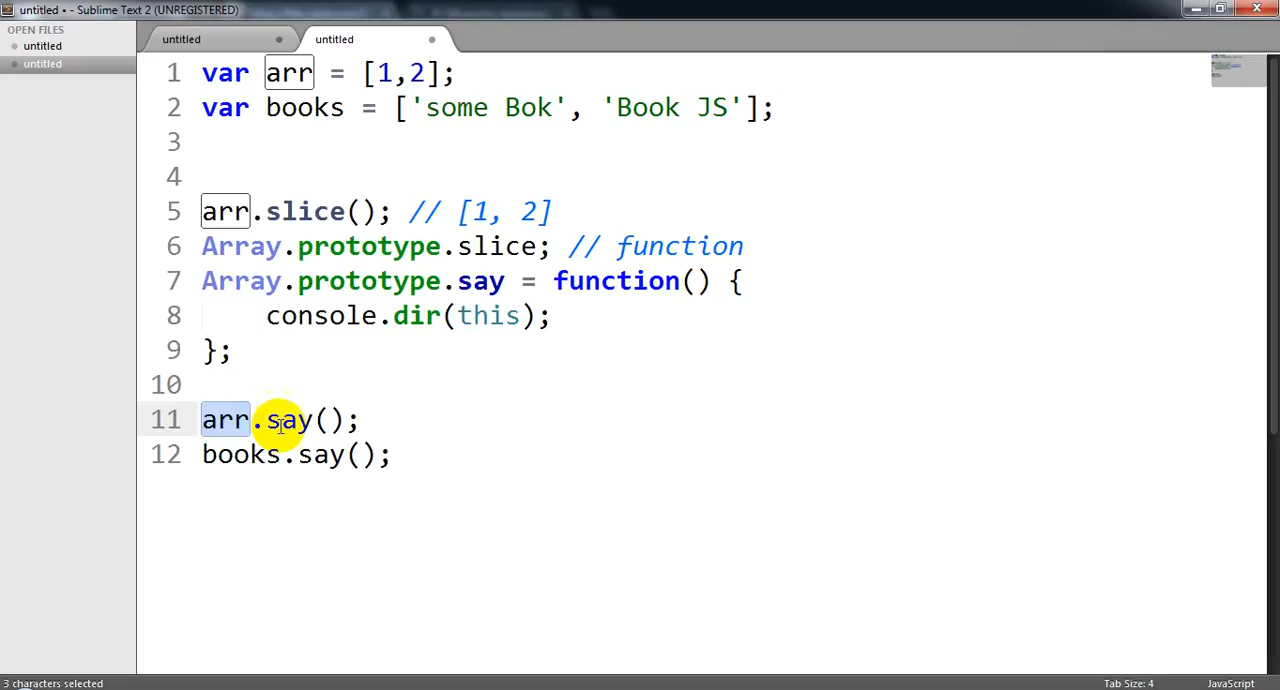 untitled • - Sublime Text 2 (UNREGISTERED)
OPEN FILES
untitled
untitled
untitled
untitled
1 var arr = [1,2];
2 var books = ['some Bok', 'Book JS'];
3
4
5 arr.slice(); // [1, 2]
6 Array.prototype.slice; // function
7 Array.prototype.say = function() {
8 console.dir(this);
9 };
10
11 arr.say();
12 books.say();
3 characters selected
Tab Size: 4
JavaScript